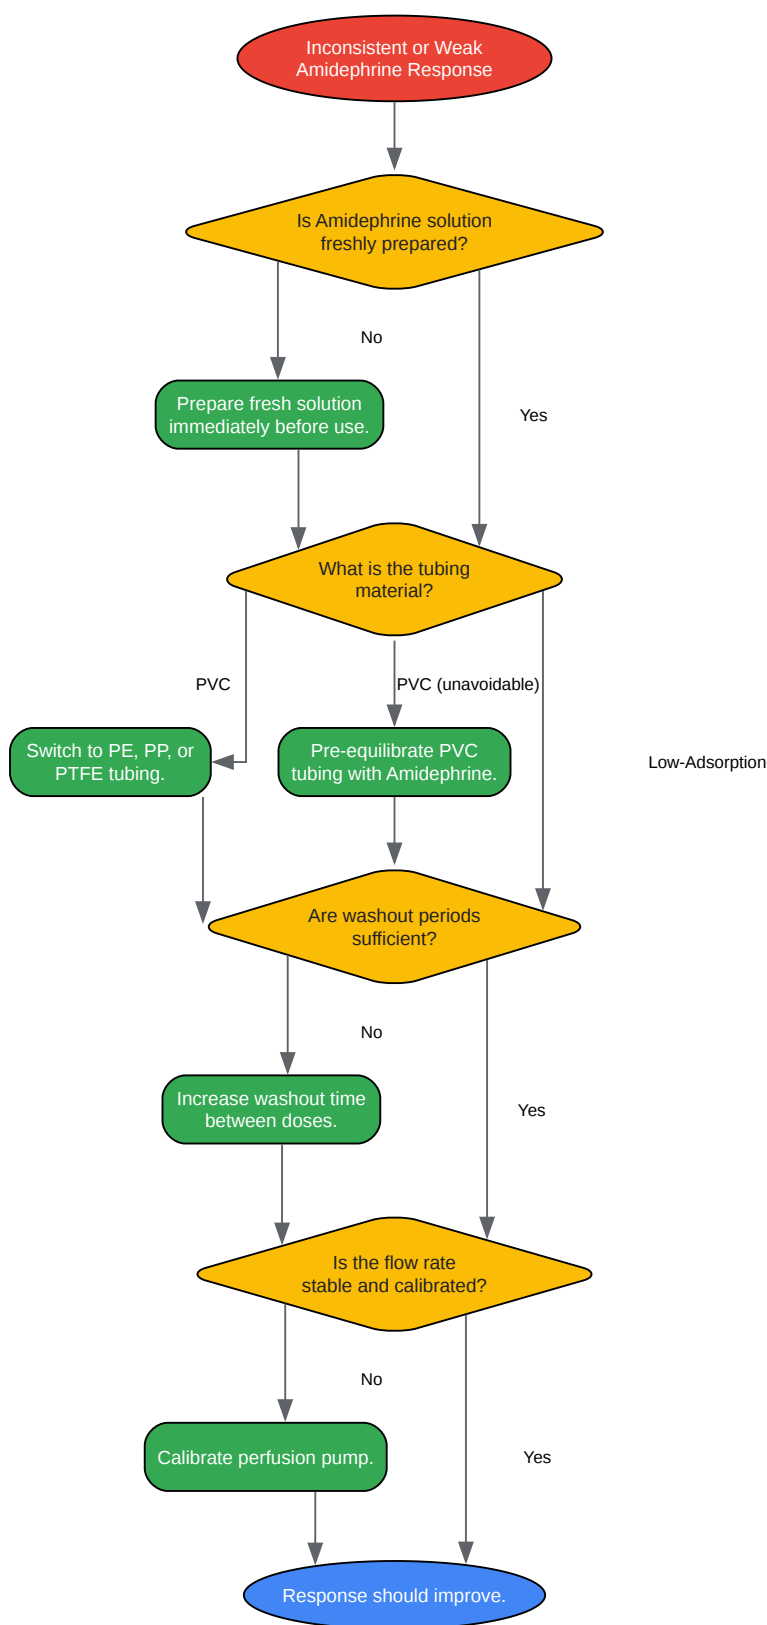 Inconsistent or Weak
Amidephrine Response
Is Amidephrine solution
freshly prepared?
No
Prepare fresh solution
immediately before use.
Yes
What is the tubing
material?
PVC
PVC (unavoidable)
Switch to PE, PP, or
PTFE tubing.
Pre-equilibrate PVC
tubing with Amidephrine.
Low-Adsorption
Are washout periods
sufficient?
No
Increase washout time
between doses.
Yes
Is the flow rate
stable and calibrated?
No
Calibrate perfusion pump.
Yes
Response should improve.